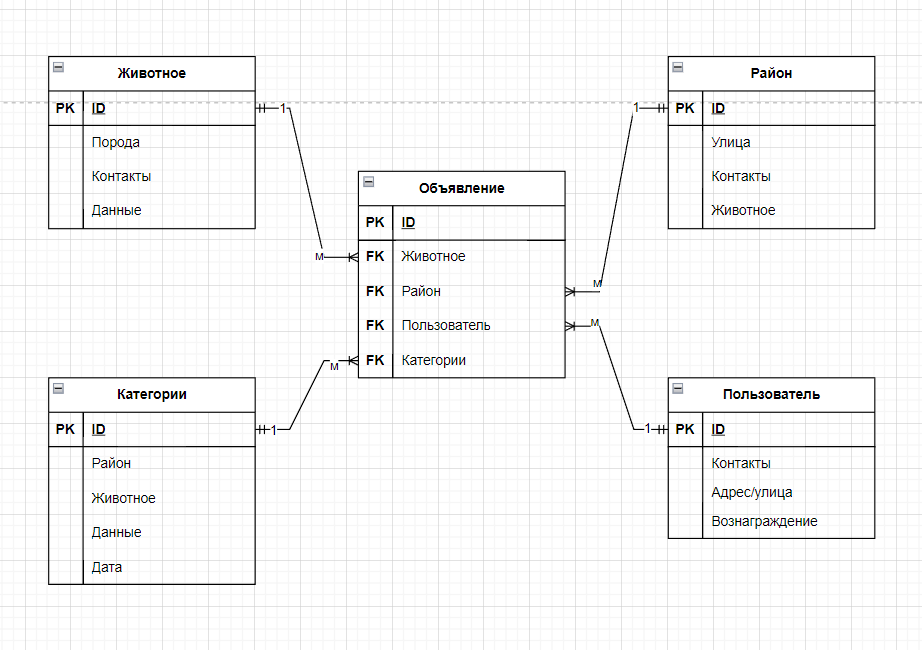 Животное
PK ID
Порода
Контакты
Данные
1
М
Район
PK ID
Улица
Контакты
Животное
1
М
Объявление
PK ID
FK Животное
FK Район
FK Пользователь
FK Категории
Категории
PK ID
Район
Животное
Данные
Дата
1
М
Пользователь
PK ID
Контакты
Адрес/улица
Вознаграждение
1
М